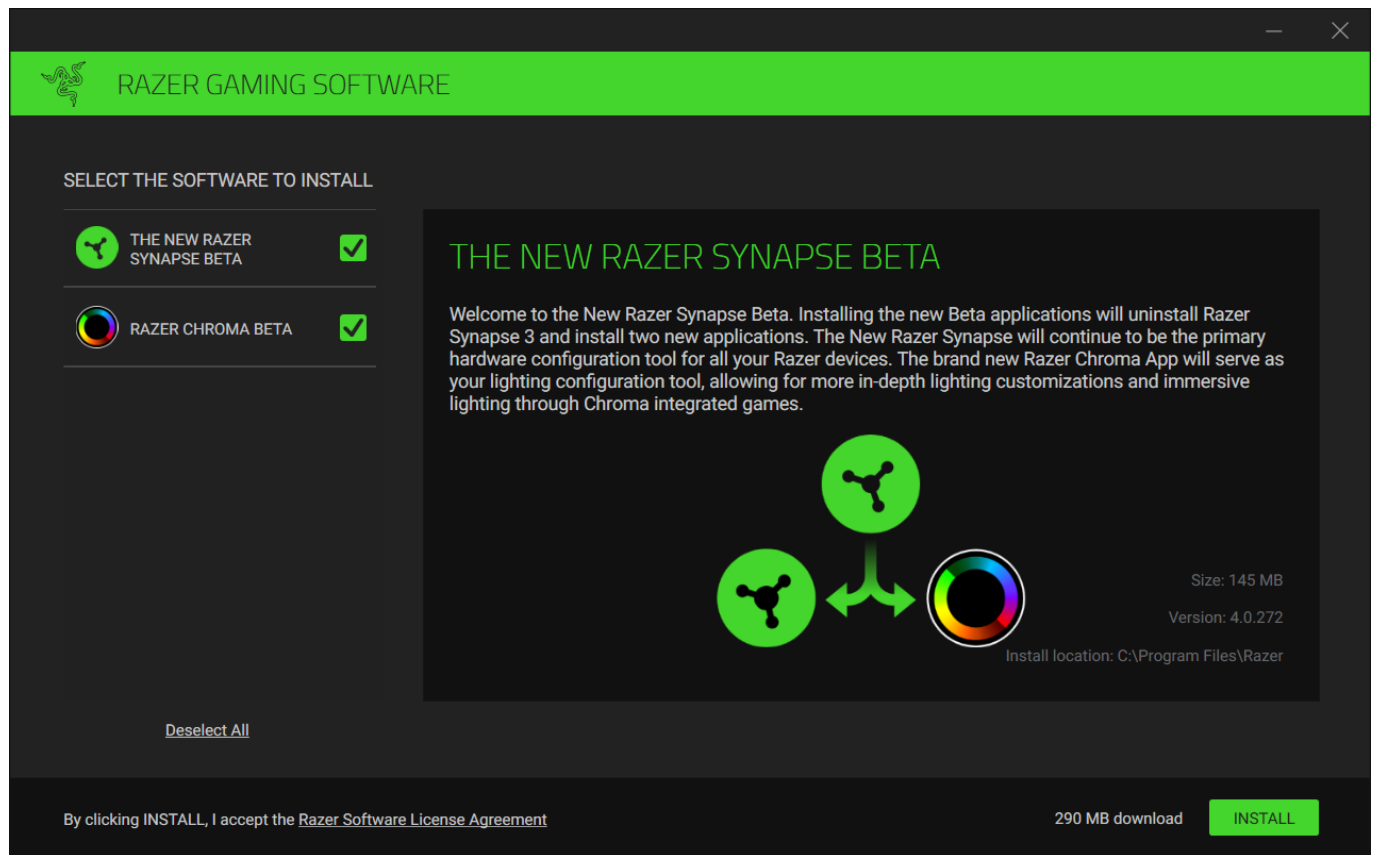 RAZER GAMING SOFTWARE
SELECT THE SOFTWARE TO INSTALL
THE NEW RAZER
SYNAPSE BETA
RAZER CHROMA BETA
Deselect All
THE NEW RAZER SYNAPSE BETA
Welcome to the New Razer Synapse Beta. Installing the new Beta applications will uninstall Razer
Synapse 3 and install two new applications. The New Razer Synapse will continue to be the primary
hardware configuration tool for all your Razer devices. The brand new Razer Chroma App will serve as
your lighting configuration tool, allowing for more in-depth lighting customizations and immersive
lighting through Chroma integrated games.
Size: 145 MB
Version: 4.0.272
Install location: C:\Program Files\Razer
By clicking INSTALL, I accept the Razer Software License Agreement
290 MB download
INSTALL